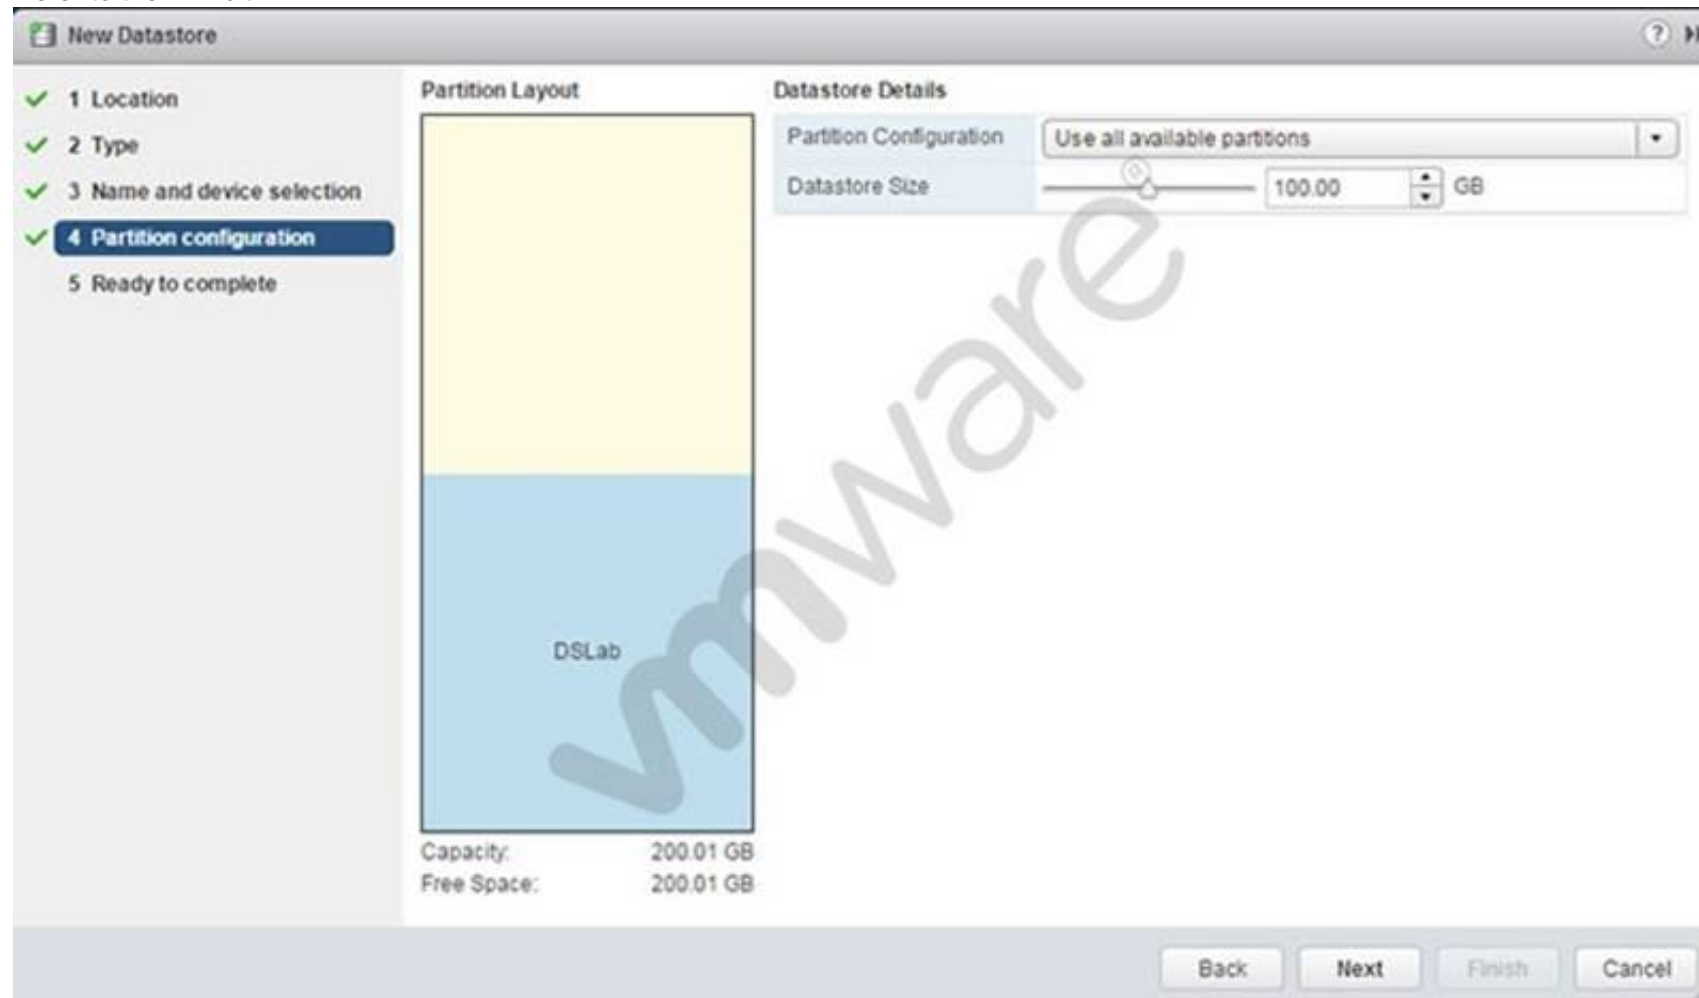 New Datastore
1 Location
2 Type
3 Name and device selection
4 Partition configuration
5 Ready to complete
Partition Layout
DSLab
Capacity: 200.01 GB
Free Space: 200.01 GB
Datastore Details
Partition Configuration Use all available partitions
Datastore Size 100.00 GB
vmware
Back Next Finish Cancel